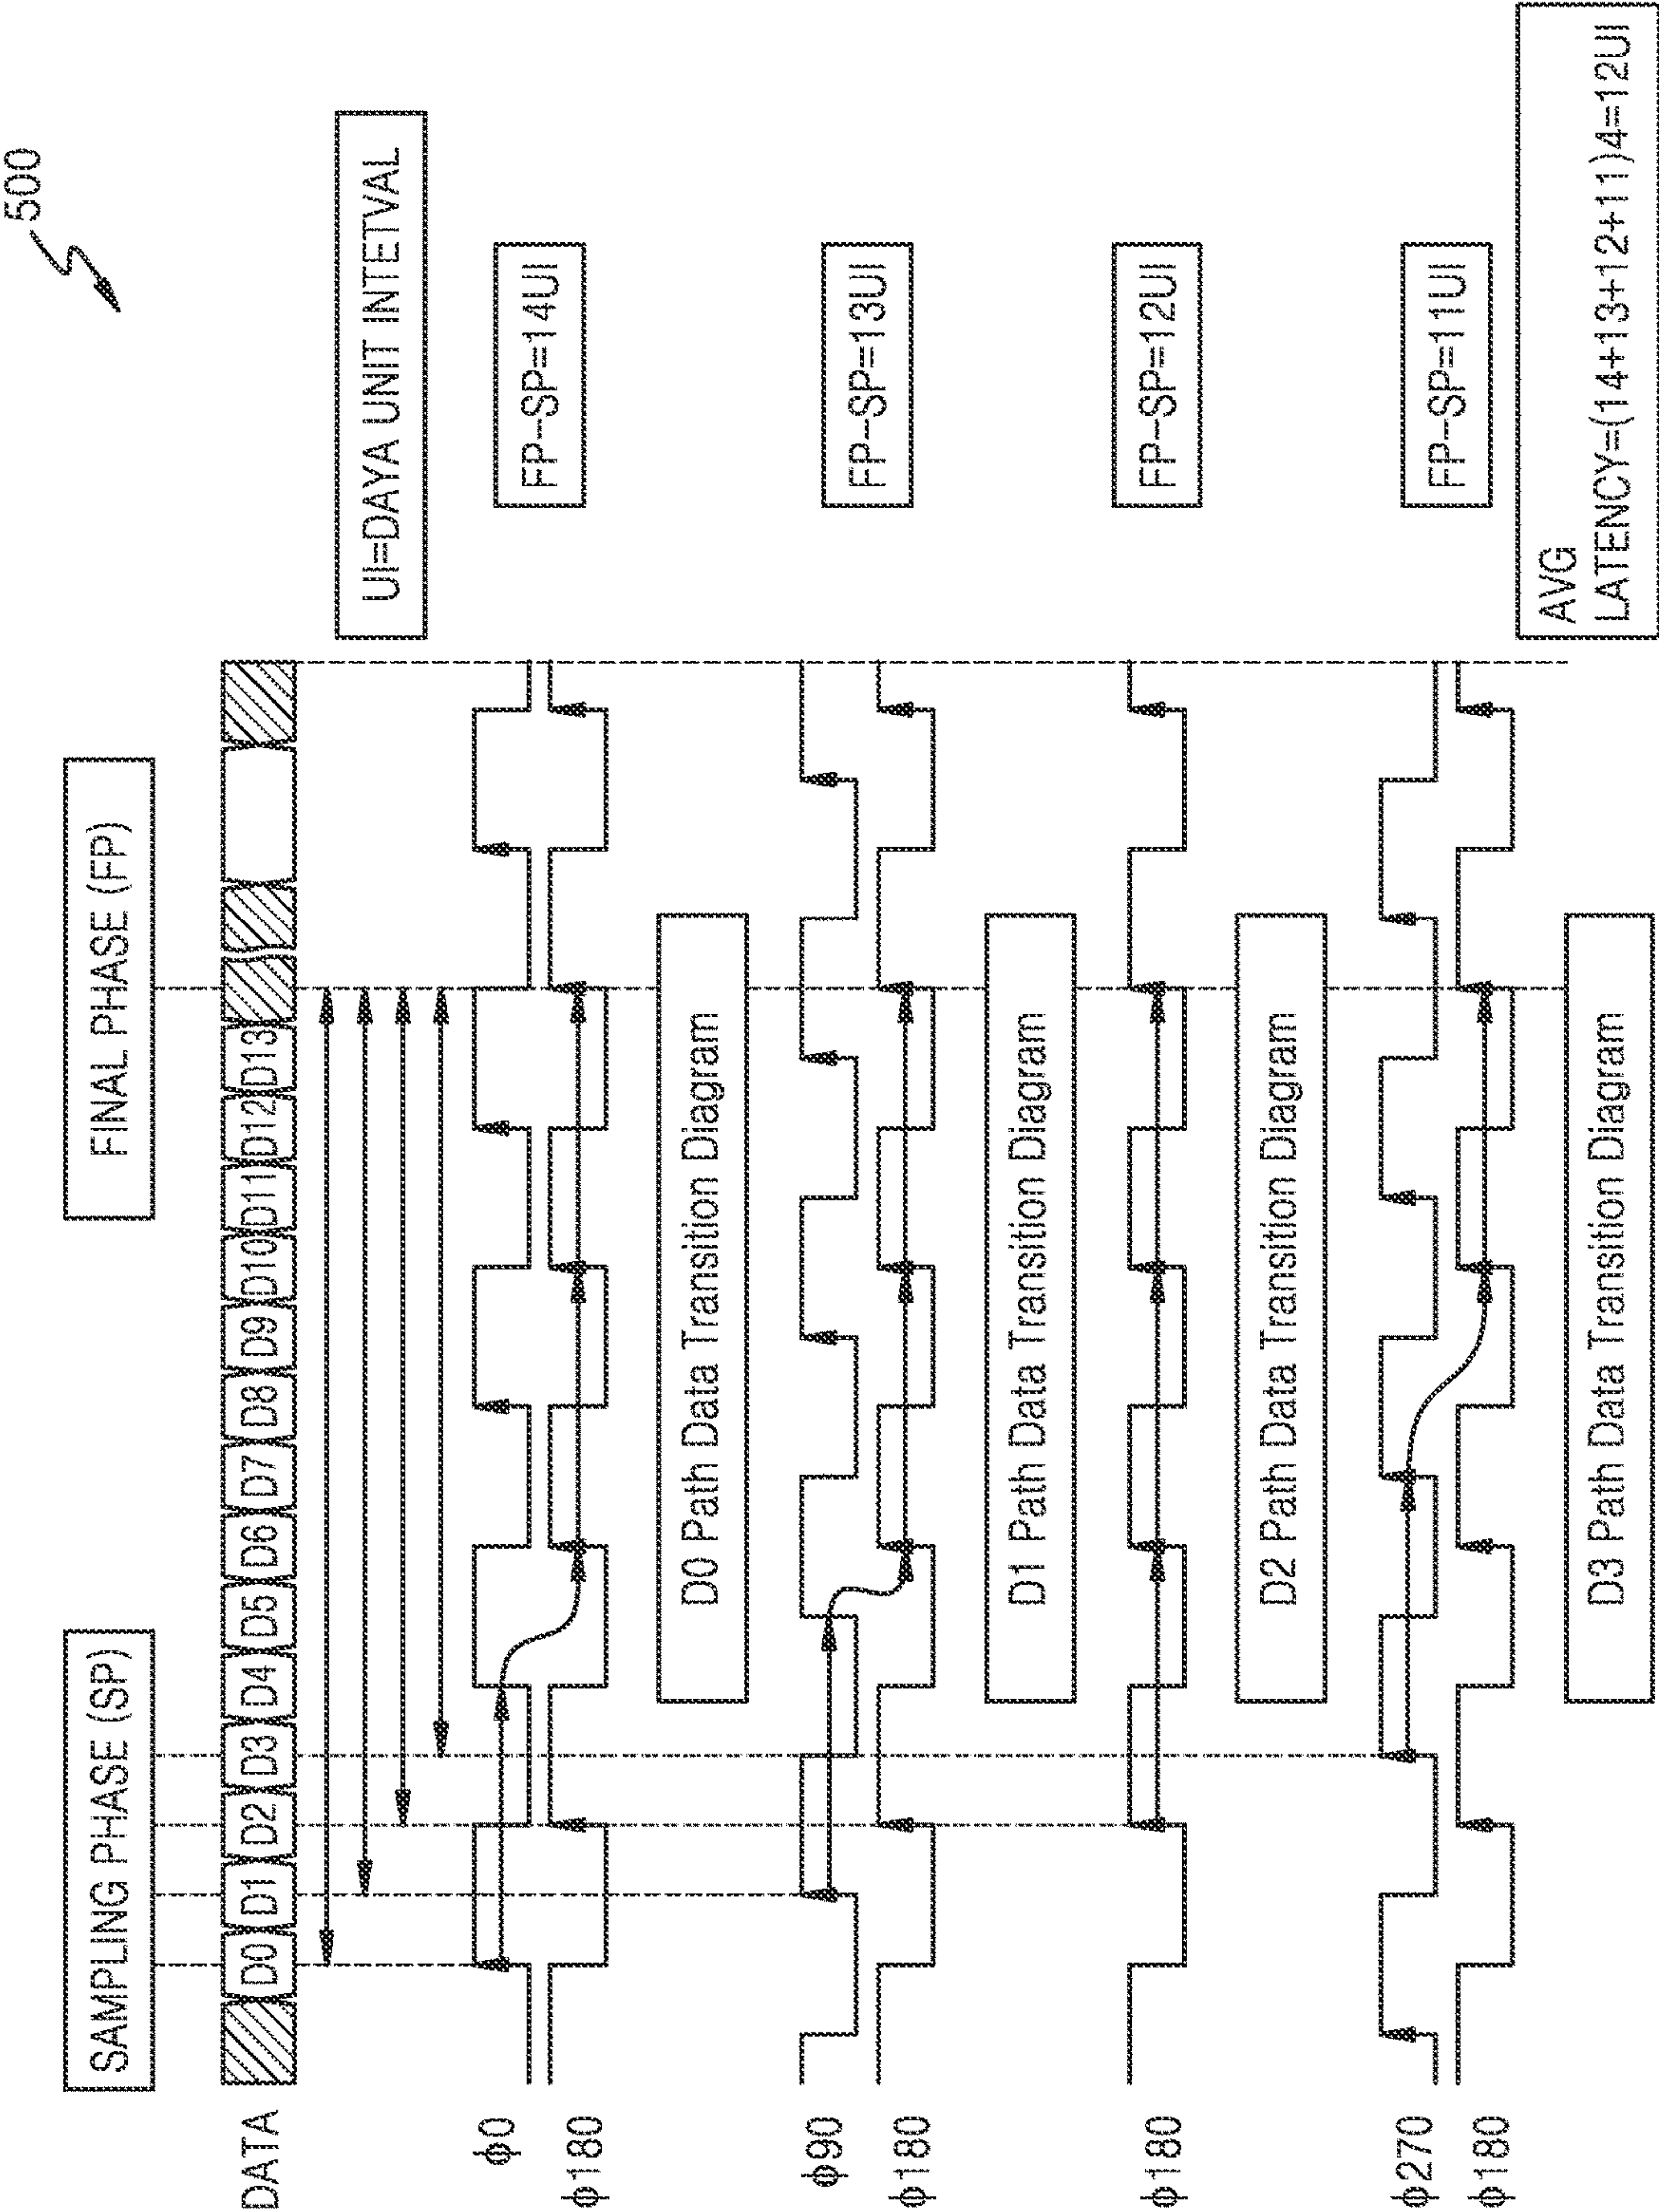 500
SAMPLING PHASE (SP)
FINAL PHASE (FP)
DATA
D0 D1 D2 D3 D4 D5 D6 D7 D8 D9 D10 D11 D12 D13
UI=DAYA UNIT INTETVAL
ϕ0
ϕ180
FP-SP=14UI
D0 Path Data Transition Diagram
ϕ90
ϕ180
FP-SP=13UI
D1 Path Data Transition Diagram
ϕ180
FP-SP=12UI
D2 Path Data Transition Diagram
ϕ270
ϕ180
FP-SP=11UI
D3 Path Data Transition Diagram
AVG
LATENCY=(14+13+12+11)4=12UI